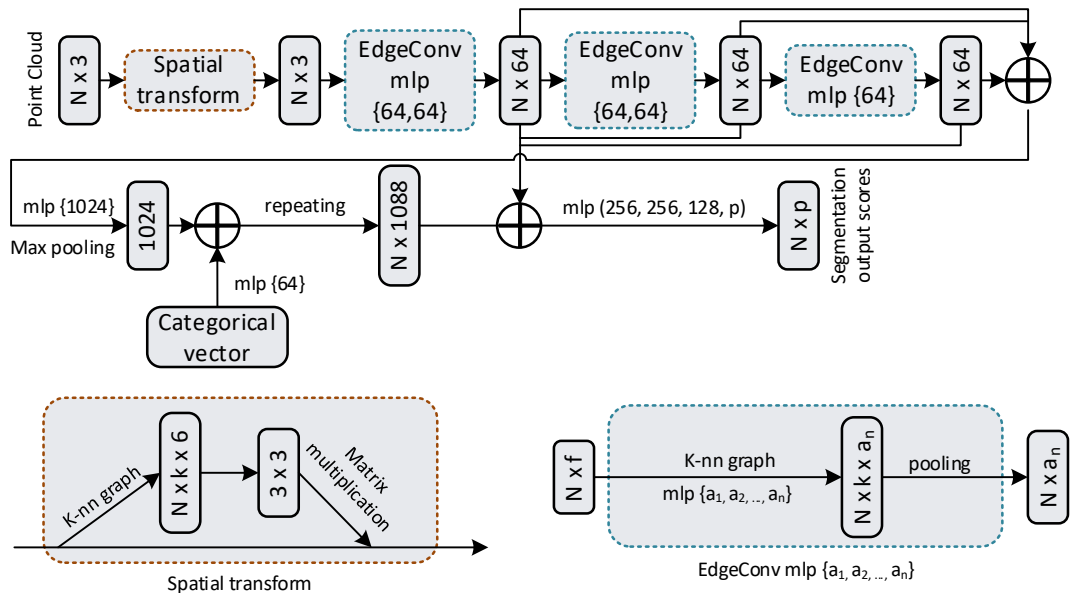 Point Cloud
N x 3
Spatial
transform
N x 3
EdgeConv
mlp
{64,64}
N x 64
EdgeConv
mlp
{64,64}
N x 64
EdgeConv
mlp {64}
N x 64
mlp {1024}
Max pooling
1024
repeating
mlp {64}
Categorical
vector
N x 1088
mlp (256, 256, 128, p)
N x p
Segmentation
output scores
K-nn graph
N x k x 6
3 x 3
Matrix
multiplication
Spatial transform
N x f
K-nn graph
mlp {a₁, a₂, ..., aₙ}
N x k x aₙ
pooling
N x aₙ
EdgeConv mlp {a₁, a₂, ..., aₙ}